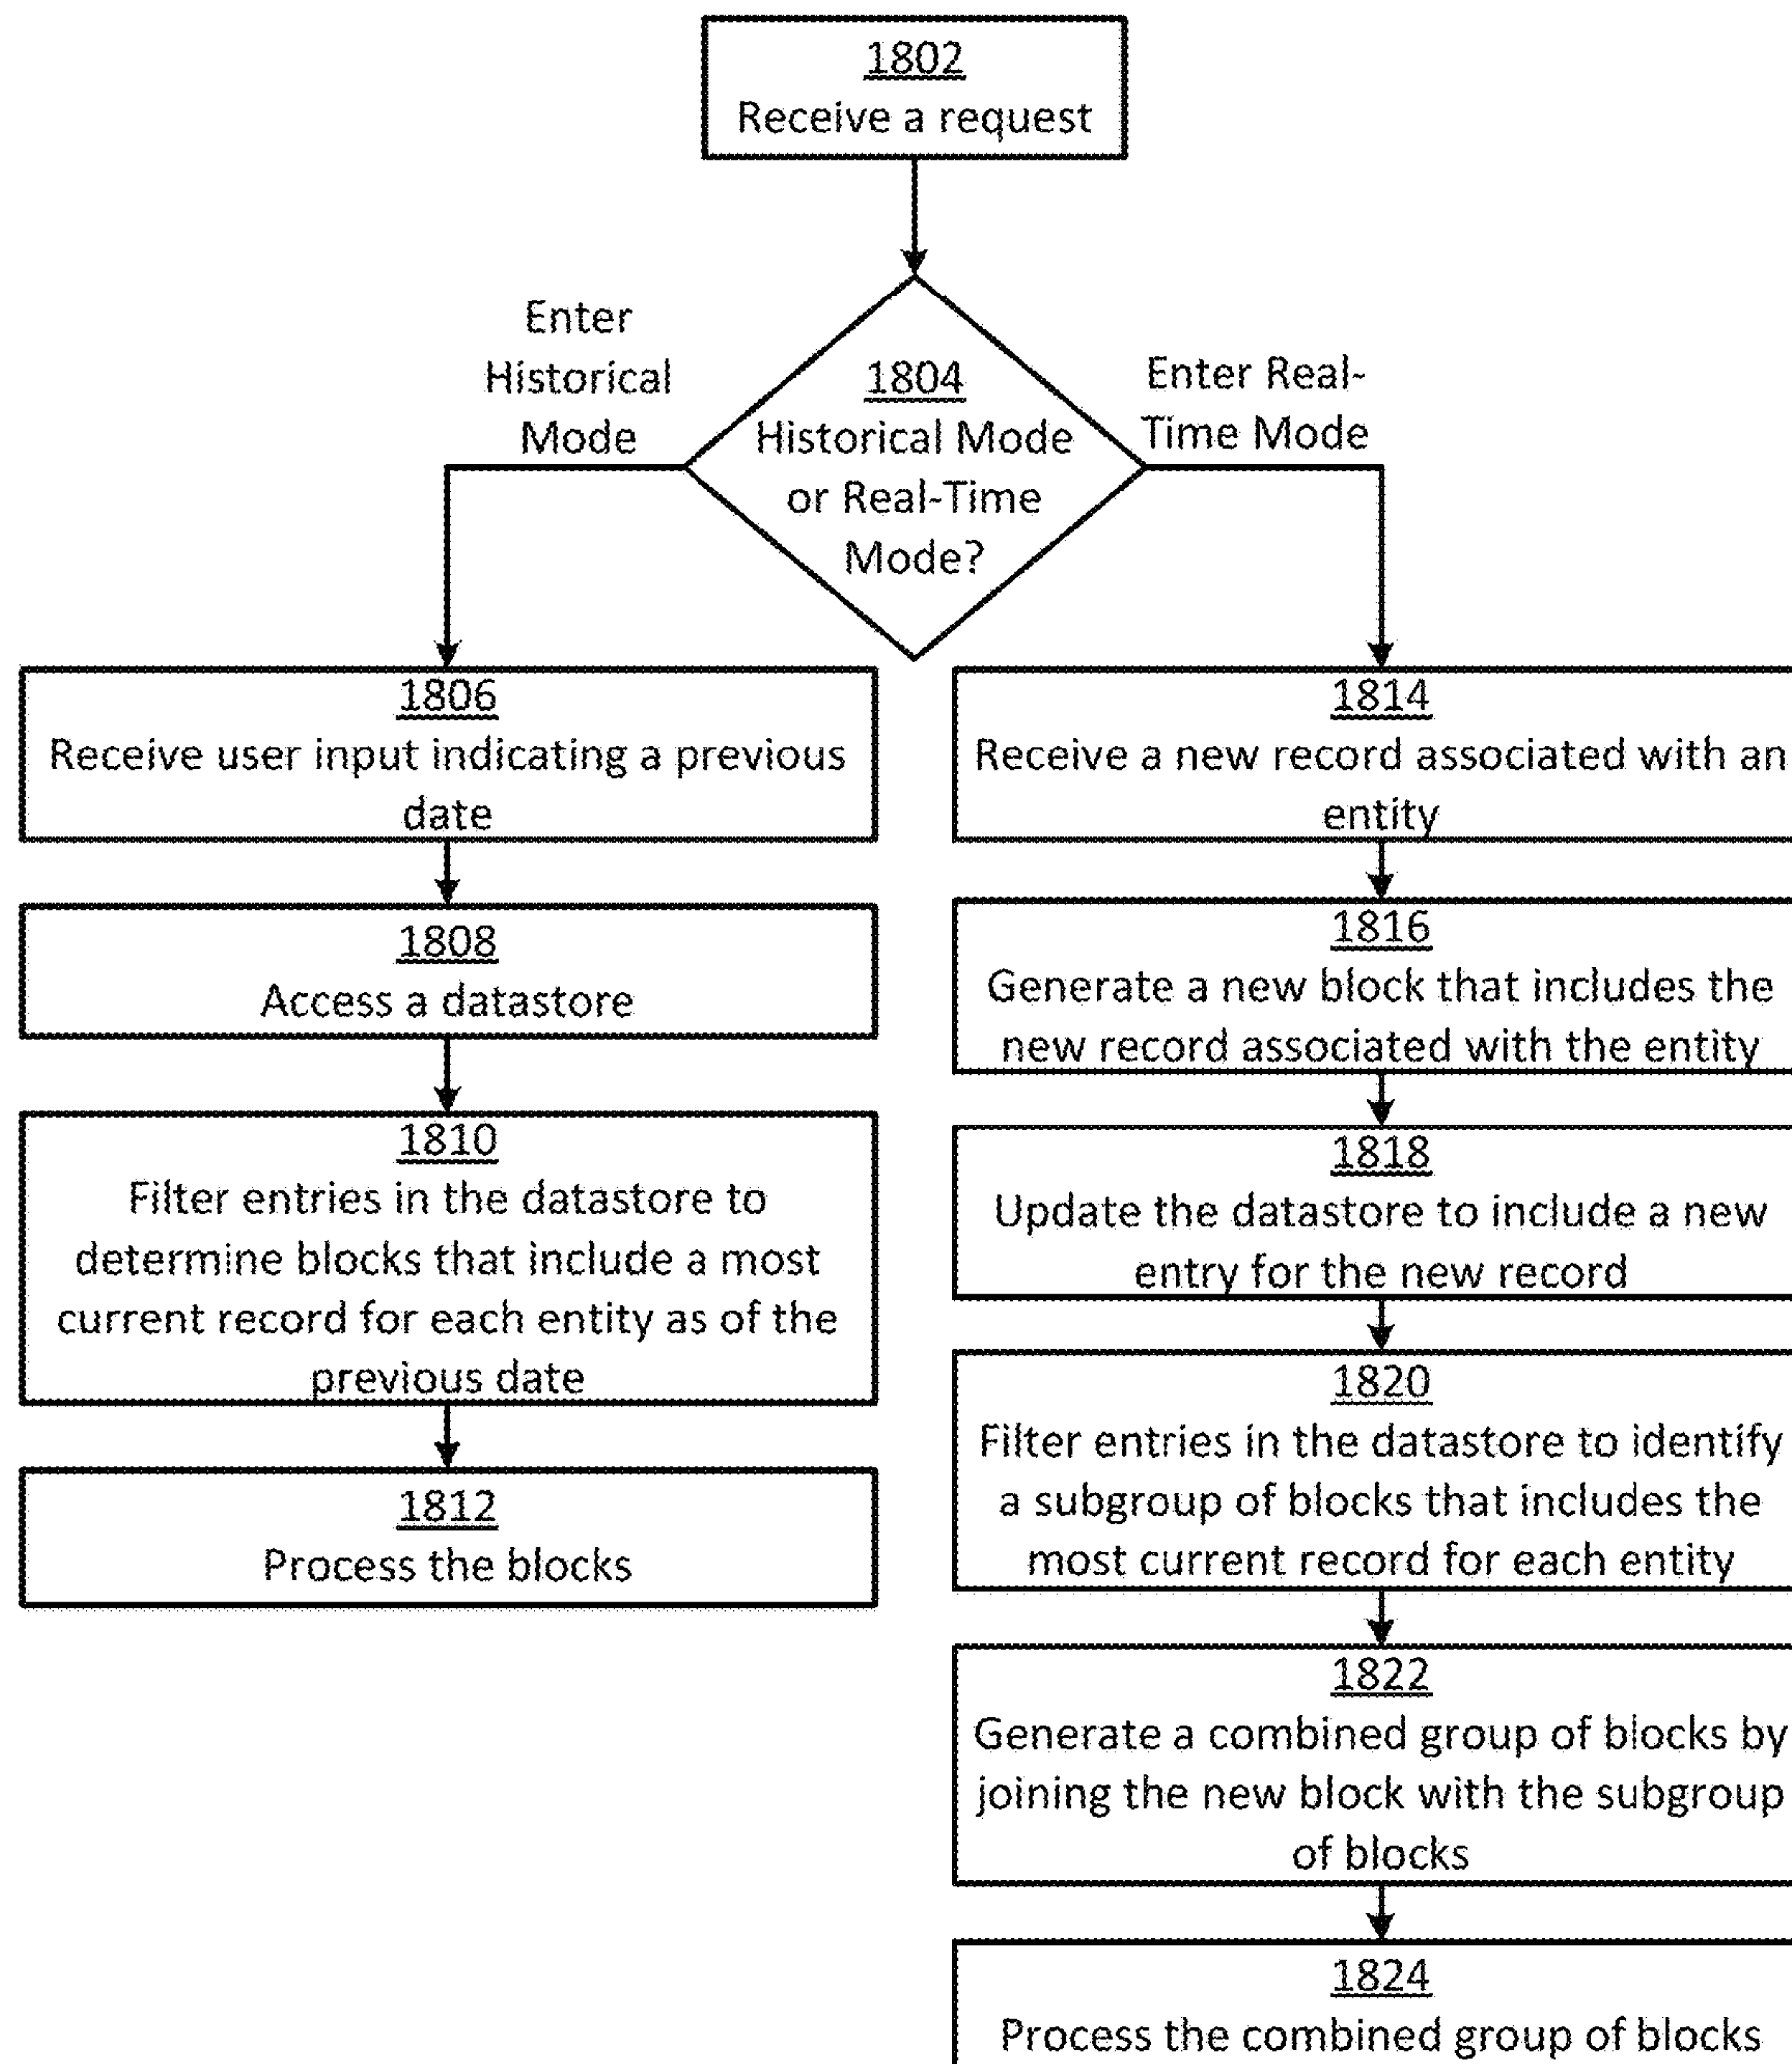 1802
Receive a request
Enter
Historical
Mode
1804
Historical Mode
or Real-Time
Mode?
Enter Real-
Time Mode
1806
Receive user input indicating a previous
date
1808
Access a datastore
1810
Filter entries in the datastore to
determine blocks that include a most
current record for each entity as of the
previous date
1812
Process the blocks
1814
Receive a new record associated with an
entity
1816
Generate a new block that includes the
new record associated with the entity
1818
Update the datastore to include a new
entry for the new record
1820
Filter entries in the datastore to identify
a subgroup of blocks that includes the
most current record for each entity
1822
Generate a combined group of blocks by
joining the new block with the subgroup
of blocks
1824
Process the combined group of blocks